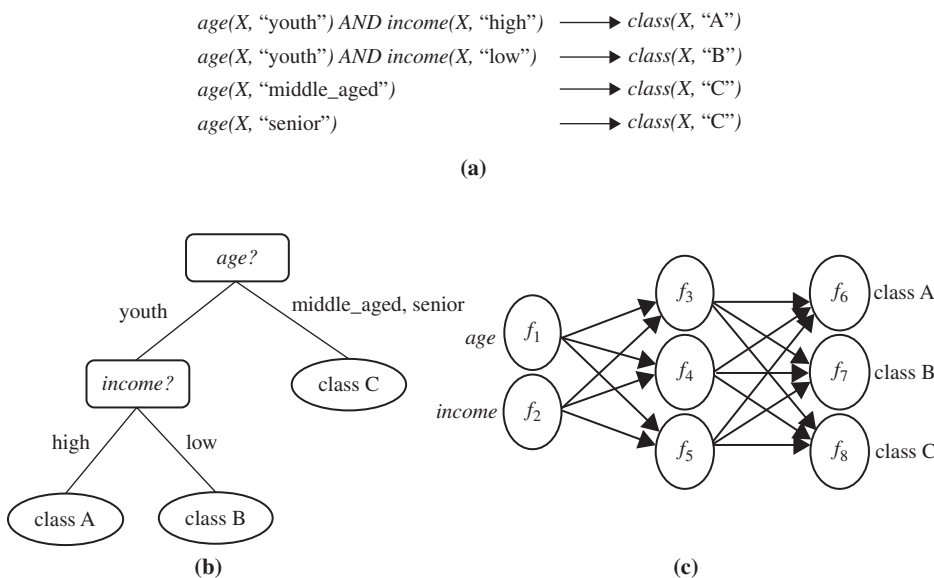 age(X, “youth”) AND income(X, “high”) class(X, “A”)
age(X, “youth”) AND income(X, “low”) class(X, “B”)
age(X, “middle_aged”) class(X, “C”)
age(X, “senior”) class(X, “C”)
(a)
age?
youth
middle_aged, senior
income?
class C
high
low
class A
class B
(b)
age
income
f1
f2
f3
f4
f5
f6
f7
f8
class A
class B
class C
(c)